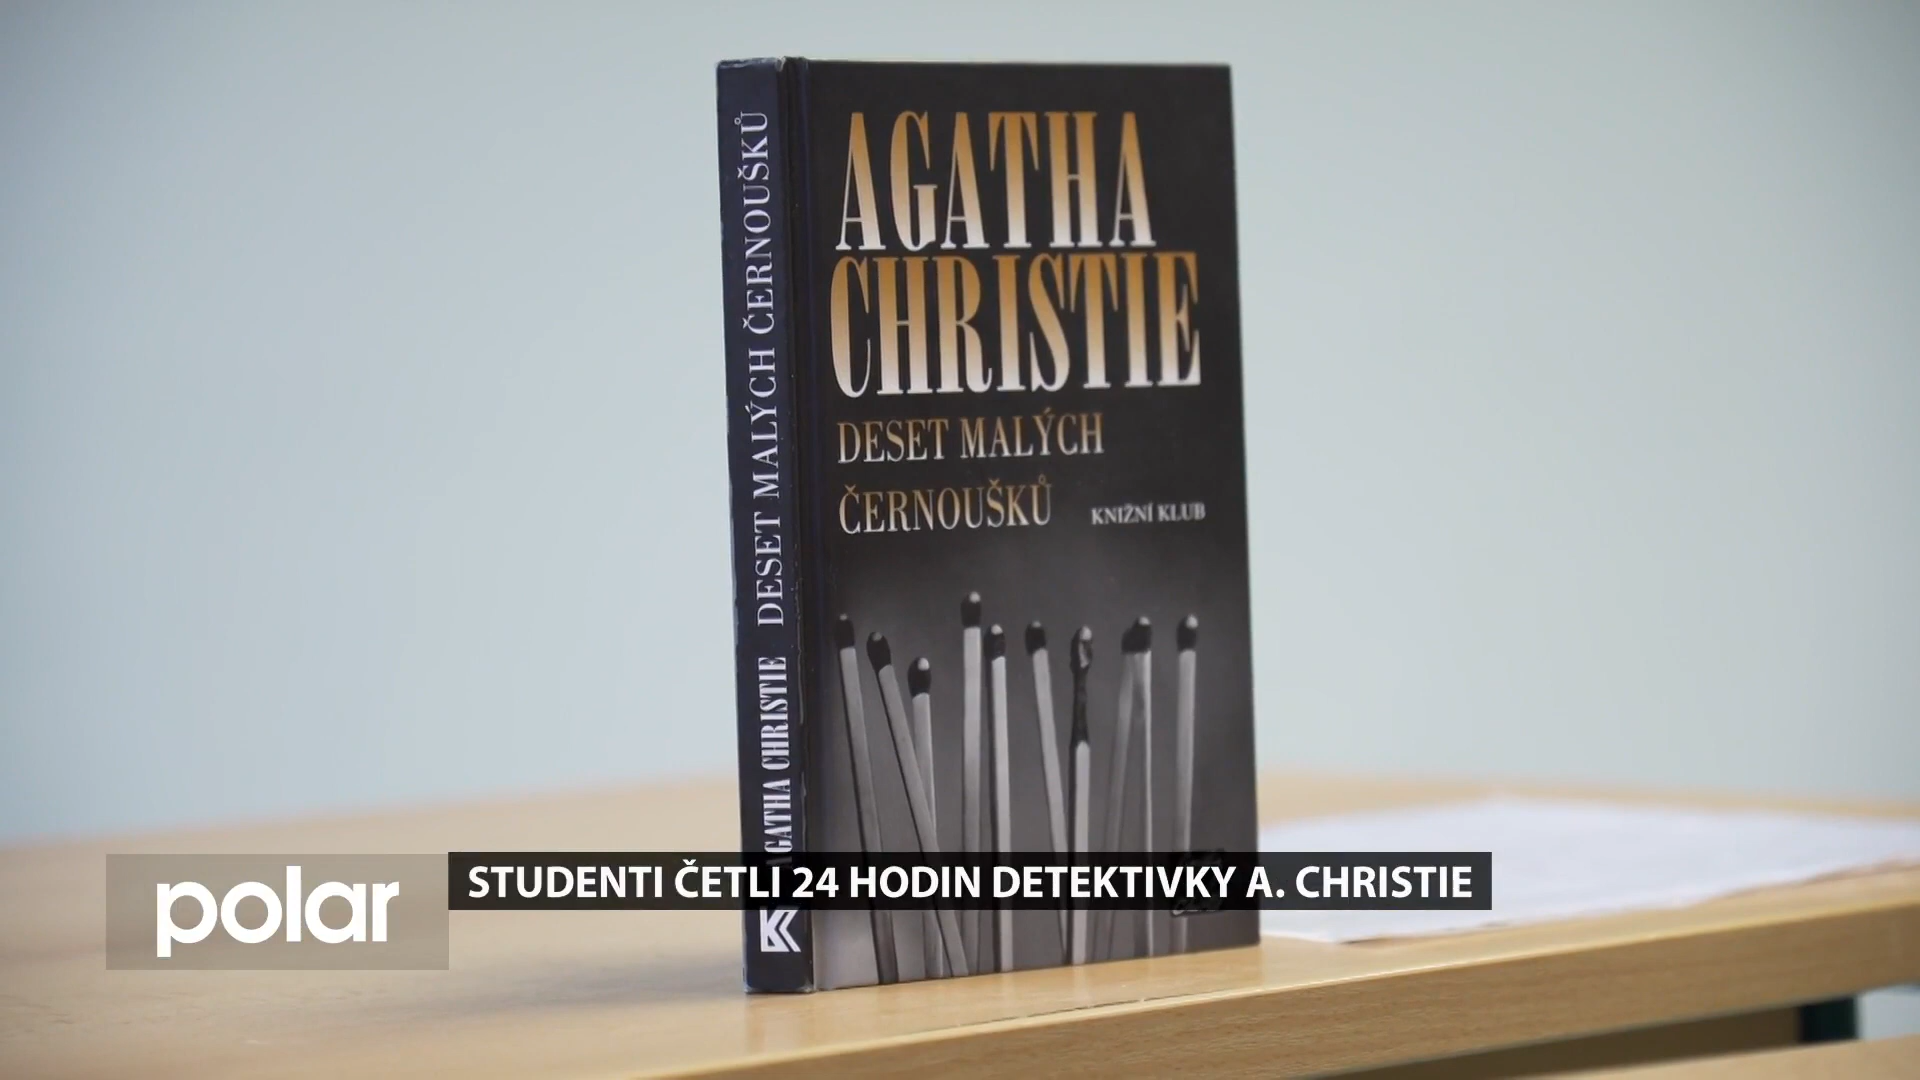 AGATHA
CHRISTIE
DESET MALÝCH
ČERNOUŠKŮ
KNIŽNÍ KLUB
AGATHA CHRISTIE DESET MALÝCH ČERNOUŠKŮ
polar
STUDENTI ČETLI 24 HODIN DETEKTIVKY A. CHRISTIE